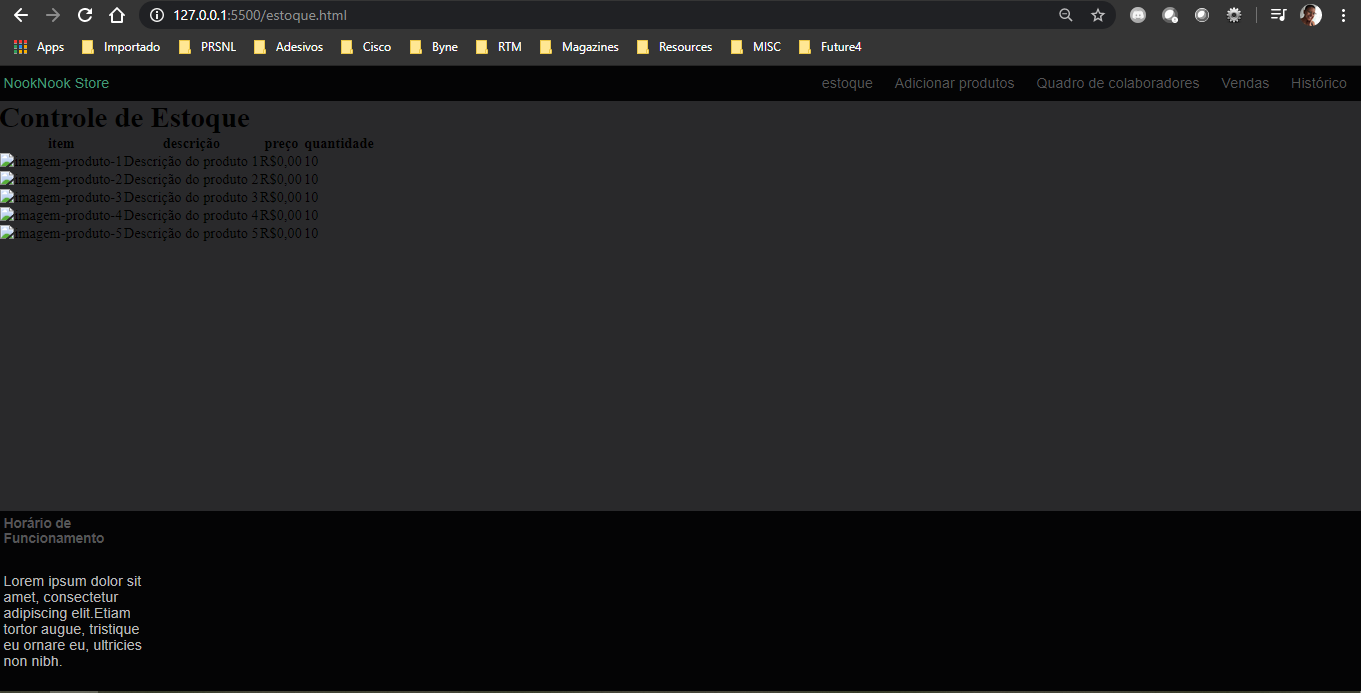 127.0.0.1:5500/estoque.html
Apps Importado PRSNL Adesivos Cisco Byne RTM Magazines Resources MISC Future4
NookNook Store estoque Adicionar produtos Quadro de colaboradores Vendas Histórico
Controle de Estoque
item descrição preço quantidade
imagem-produto-1 Descrição do produto 1 R$0,00 10
imagem-produto-2 Descrição do produto 2 R$0,00 10
imagem-produto-3 Descrição do produto 3 R$0,00 10
imagem-produto-4 Descrição do produto 4 R$0,00 10
imagem-produto-5 Descrição do produto 5 R$0,00 10
Horário de
Funcionamento
Lorem ipsum dolor sit
amet, consectetur
adipiscing elit.Etiam
tortor augue, tristique
eu ornare eu, ultricies
non nibh.